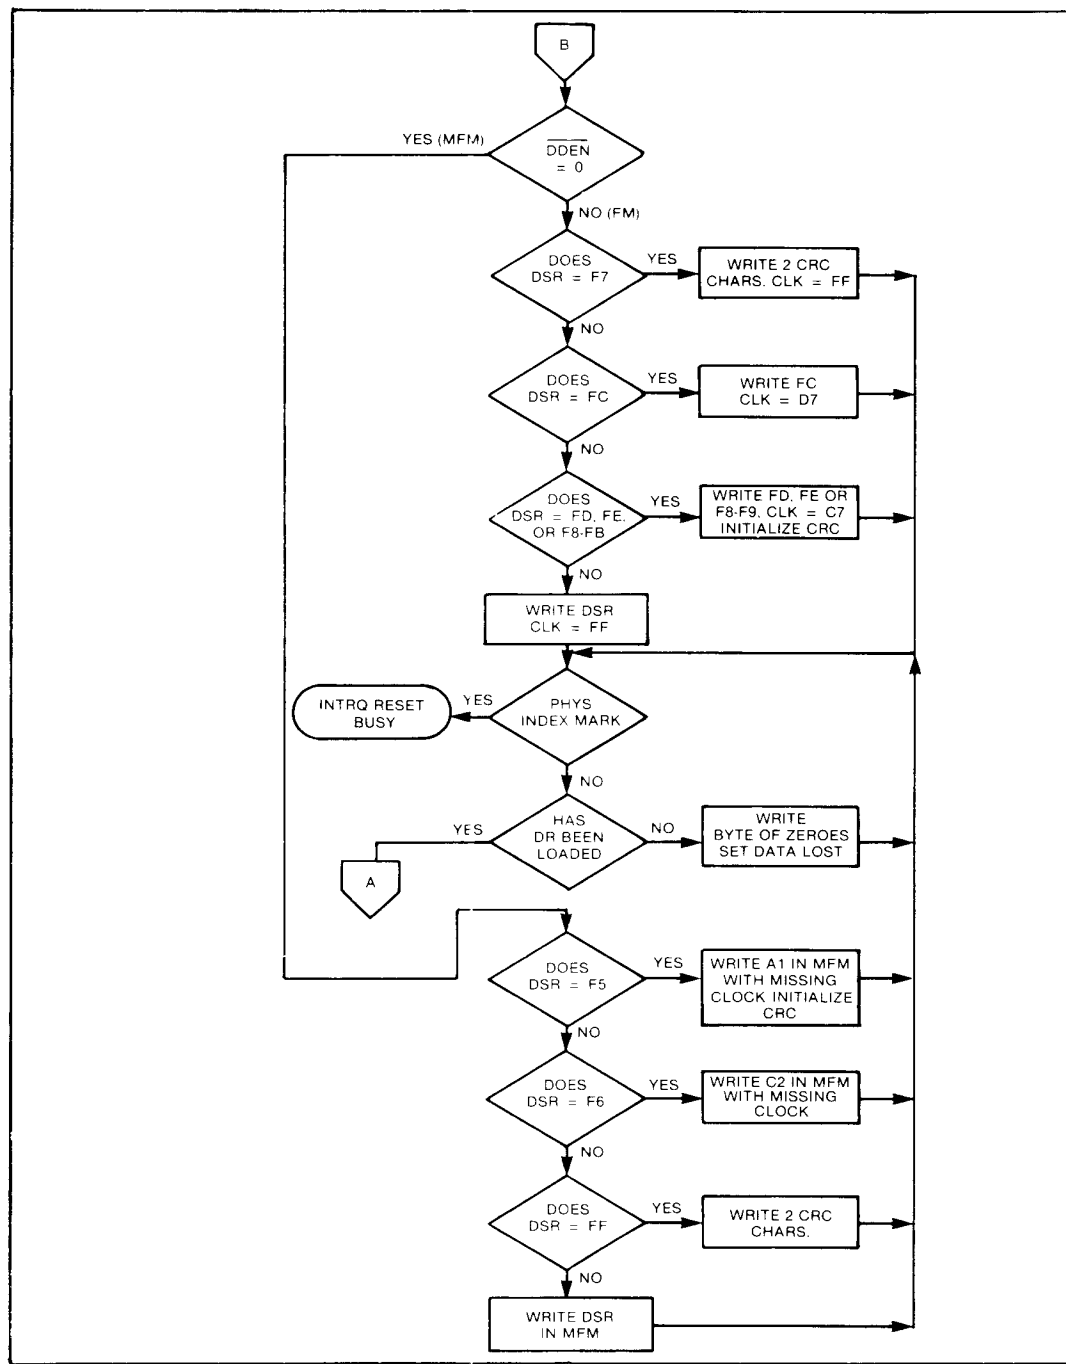 B
YES (MFM)
DDEN
= 0
NO (FM)
DOES
DSR = F7
YES
WRITE 2 CRC
CHARS. CLK = FF
NO
DOES
DSR = FC
YES
WRITE FC
CLK = D7
NO
DOES
DSR = FD, FE,
OR F8-FB
YES
WRITE FD, FE OR
F8-F9, CLK = C7
INITIALIZE CRC
NO
WRITE DSR
CLK = FF
INTRQ RESET
BUSY
YES
PHYS
INDEX MARK
NO
YES
HAS
DR BEEN
LOADED
NO
WRITE
BYTE OF ZEROES
SET DATA LOST
A
DOES
DSR = F5
YES
WRITE A1 IN MFM
WITH MISSING
CLOCK INITIALIZE
CRC
NO
DOES
DSR = F6
YES
WRITE C2 IN MFM
WITH MISSING
CLOCK
NO
DOES
DSR = FF
YES
WRITE 2 CRC
CHARS.
NO
WRITE DSR
IN MFM